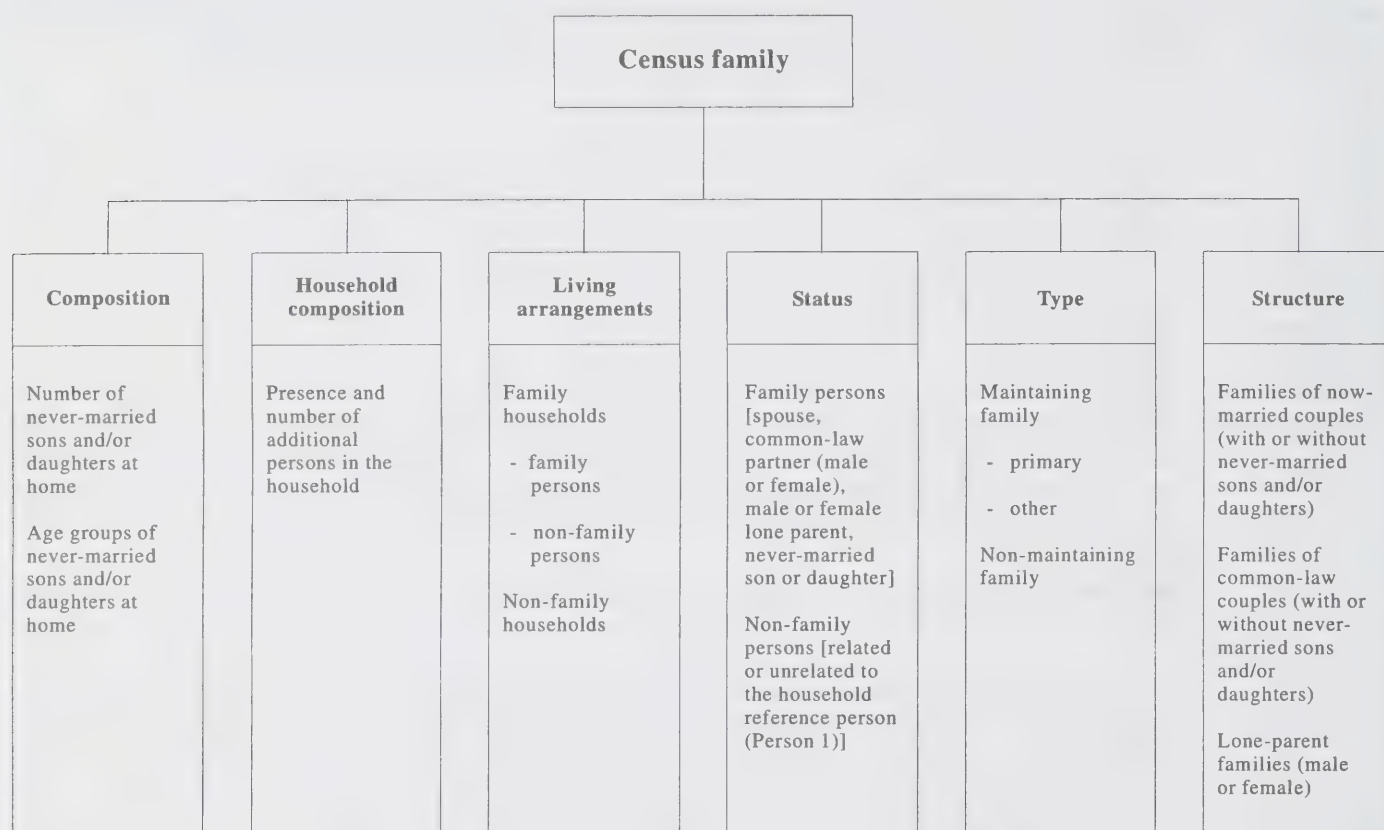 Census family
Composition
Number of
never-married
sons and/or
daughters at
home
Age groups of
never-married
sons and/or
daughters at
home
Household
composition
Presence and
number of
additional
persons in the
household
Living
arrangements
Family
households
- family
persons
- non-family
persons
Non-family
households
Status
Family persons
[spouse,
common-law
partner (male
or female),
male or female
lone parent,
never-married
son or daughter]
Non-family
persons [related
or unrelated to
the household
reference person
(Person 1)]
Type
Maintaining
family
- primary
- other
Non-maintaining
family
Structure
Families of now-
married couples
(with or without
never-married
sons and/or
daughters)
Families of
common-law
couples (with or
without never-
married sons
and/or
daughters)
Lone-parent
families (male
or female)